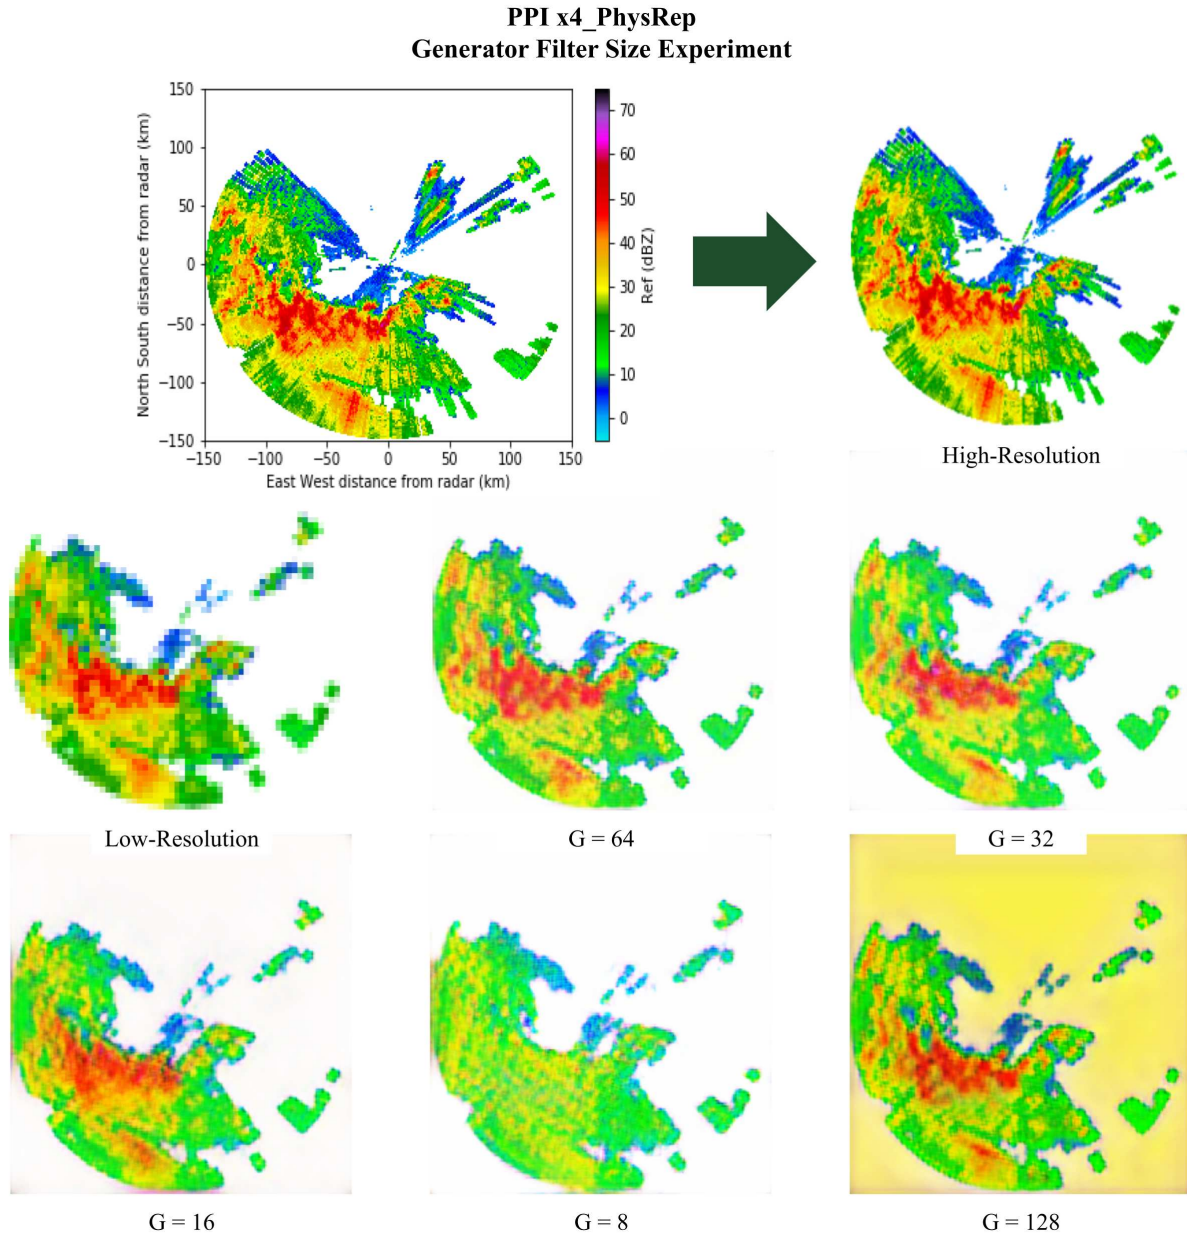 PPI x4_PhysRep
Generator Filter Size Experiment
150
100
50
0
−50
−100
−150
North South distance from radar (km)
−150 −100 −50 0 50 100 150
East West distance from radar (km)
70
60
50
40
30
20
10
0
Ref (dBZ)
High-Resolution
Low-Resolution
G = 64
G = 32
G = 16
G = 8
G = 128